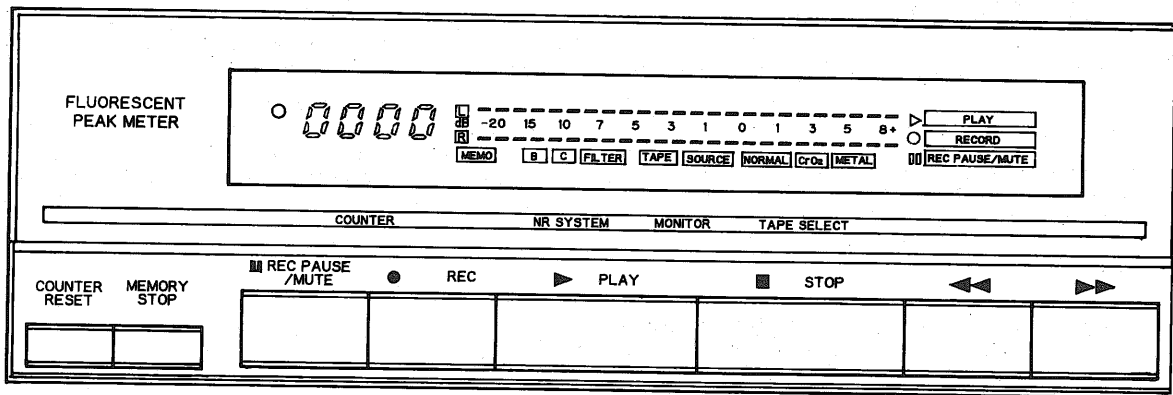 FLUORESCENT
PEAK METER
0000
L
dB -20 15 10 7 5 3 1 0 1 3 5 8+
R
MEMO B C FILTER TAPE SOURCE NORMAL CrO2 METAL
PLAY
RECORD
REC PAUSE/MUTE
COUNTER NR SYSTEM MONITOR TAPE SELECT
COUNTER
RESET
MEMORY
STOP
REC PAUSE
/MUTE
REC
PLAY
STOP